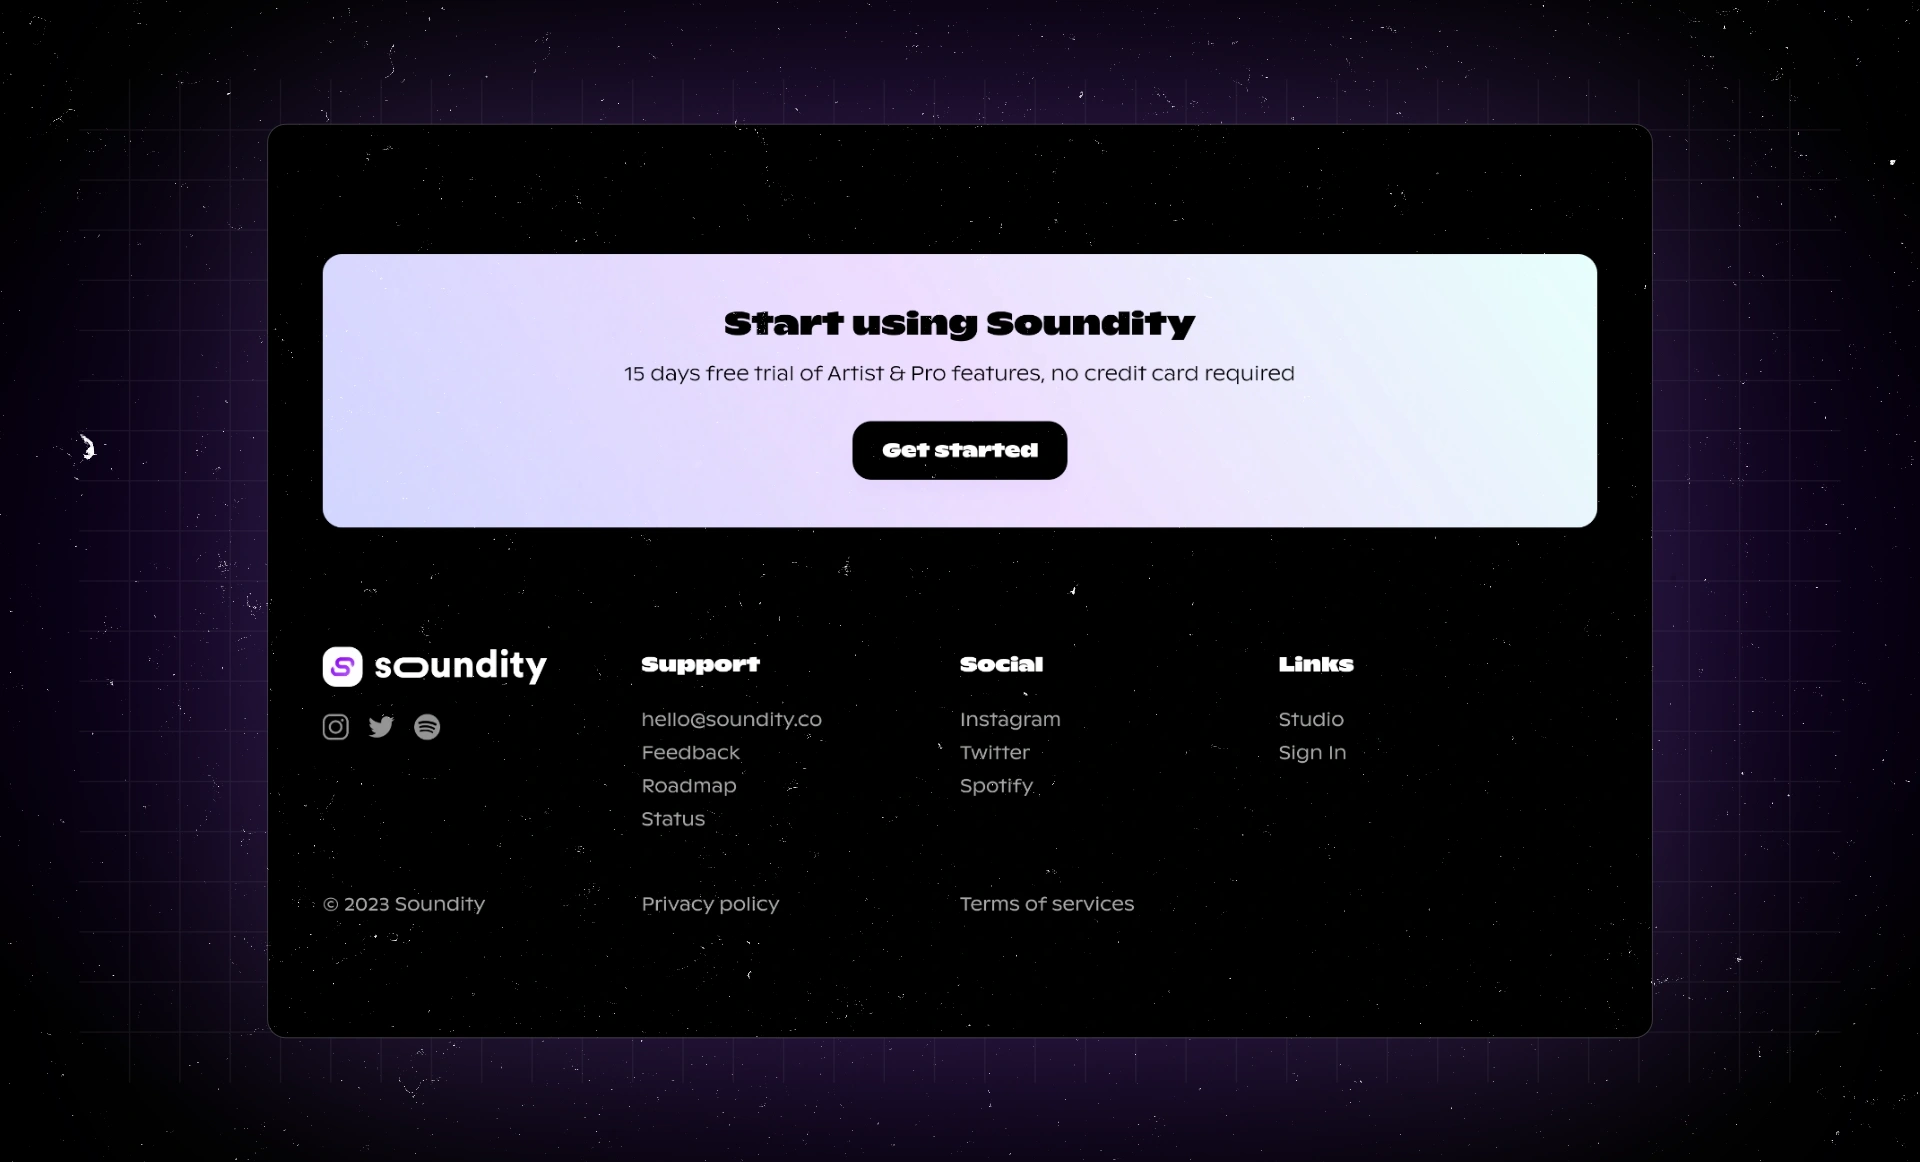 Start using Soundity
15 days free trial of Artist & Pro features, no credit card required
Get started
soundity
Support
hello@soundity.co
Feedback
Roadmap
Status
Social
Instagram
Twitter
Spotify
Links
Studio
Sign In
© 2023 Soundity
Privacy policy
Terms of services